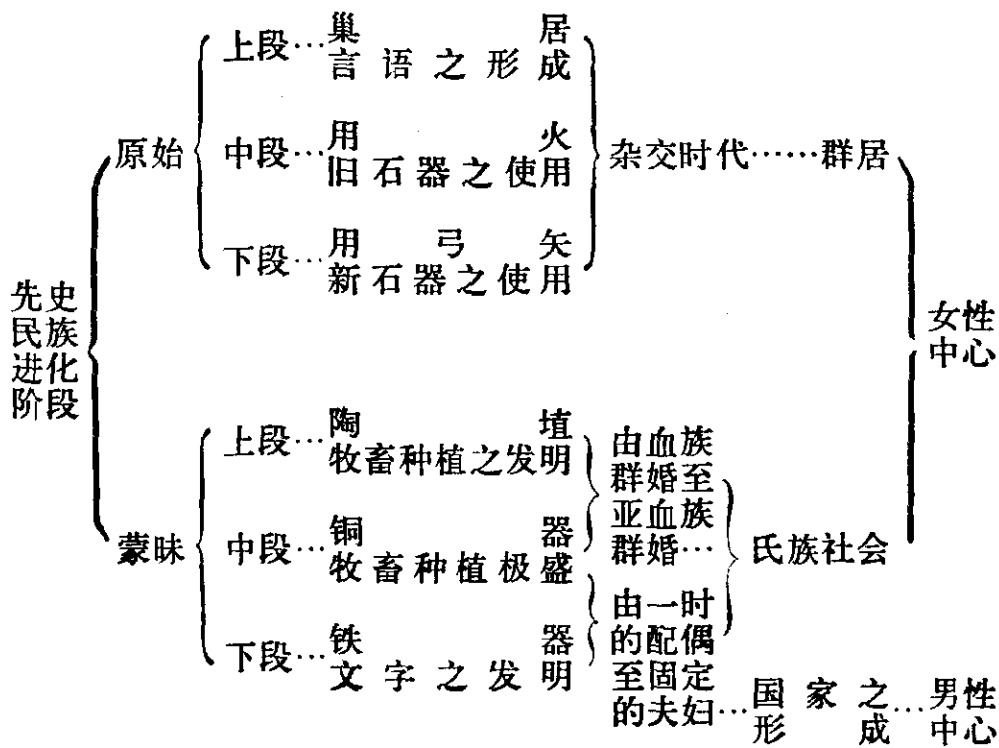 先史
民族
进化
阶段
原始
上段…巢居
言语之形成
中段…用火
旧石器之使用
下段…用弓矢
新石器之使用
杂交时代……群居
蒙昧
上段…陶埴
牧畜种植之发明
中段…铜器
牧畜种植极盛
下段…铁器
文字之发明
由血族
群婚至
亚血族
群婚…
由一时
的配偶
至固定
的夫妇…
氏族社会
女性
中心
国家之
形成…
男性
中心